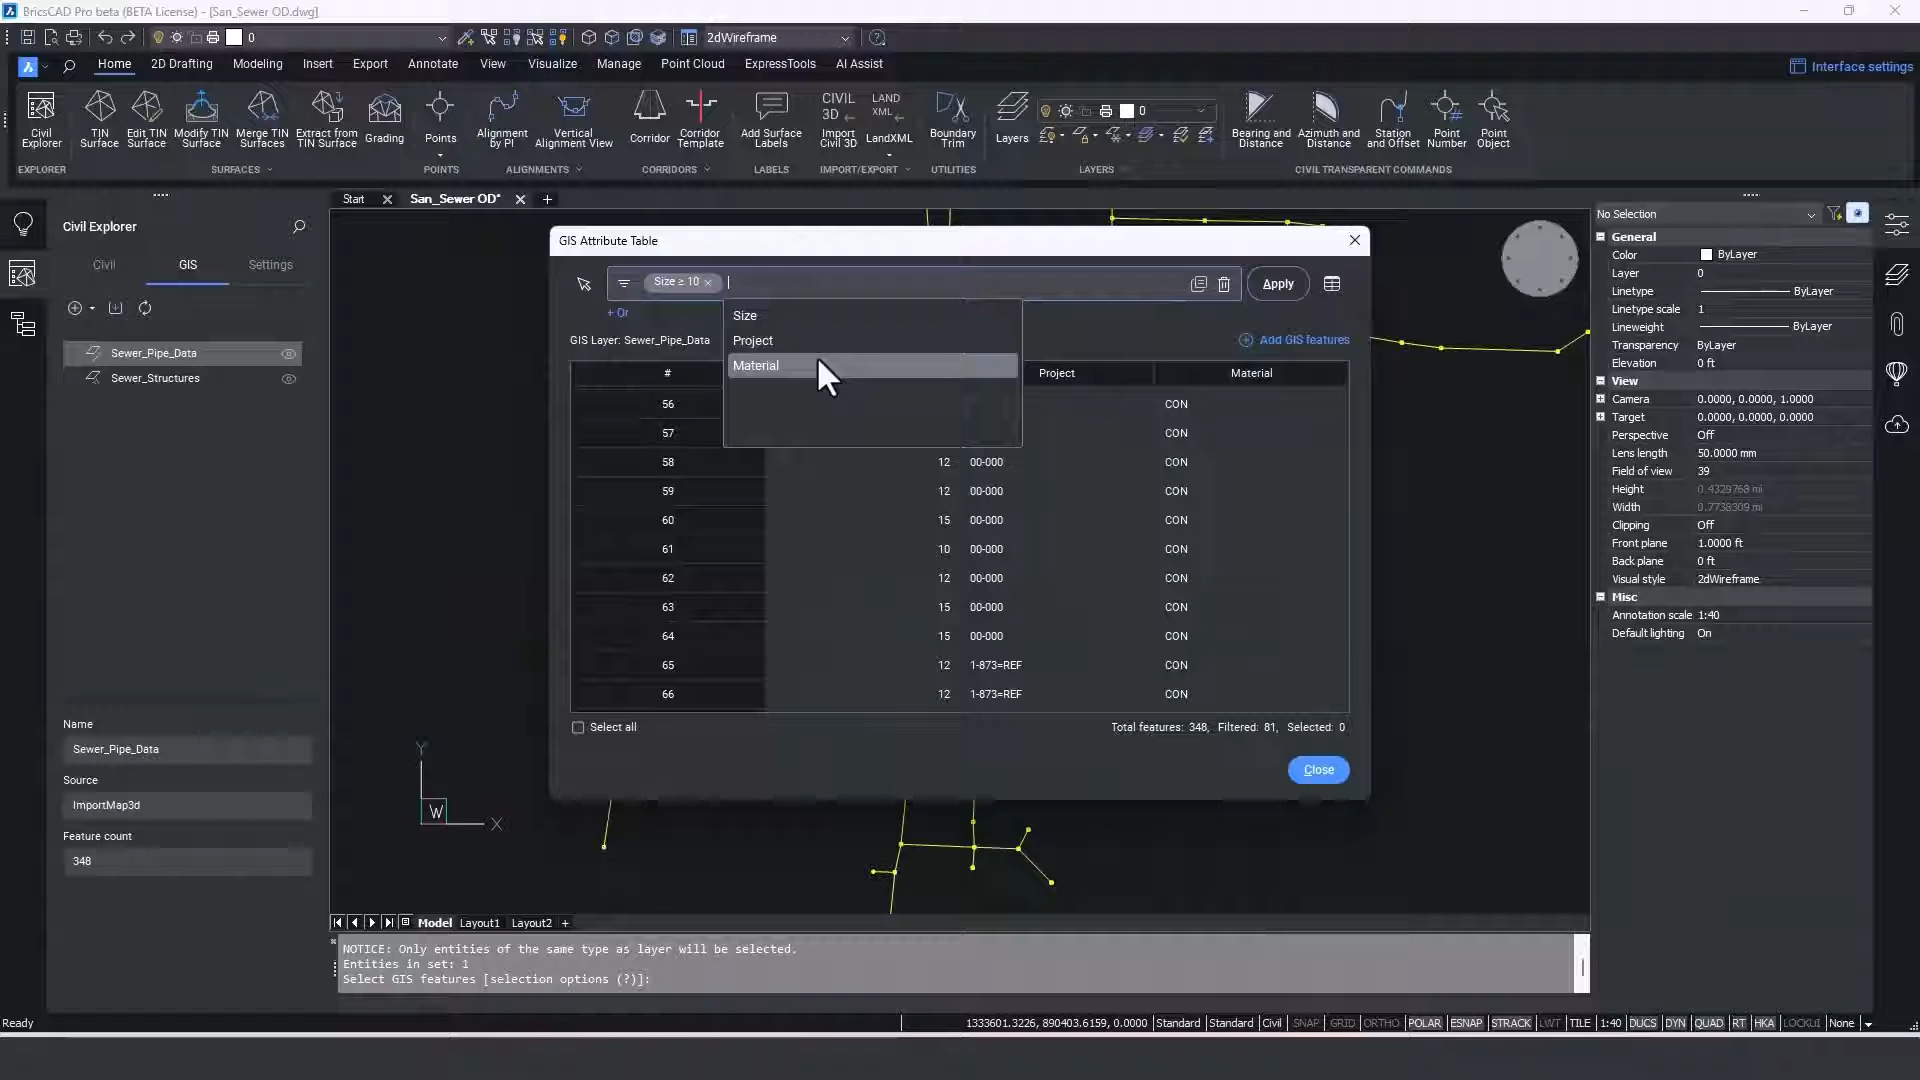 BricsCAD Pro beta (BETA License) - [San_Sewer OD.dwg]
0
2dWireframe
Home 2D Drafting Modeling Insert Export Annotate View Visualize Manage Point Cloud ExpressTools AI Assist
Interface settings
Civil Explorer
TIN Surface
Edit TIN Surface
Modify TIN Surface
Merge TIN Surfaces
Extract from TIN Surface
Grading
Points
Alignment by PI
Vertical Alignment View
Corridor
Corridor Template
Add Surface Labels
CIVIL 3D
Import Civil 3D
LAND XML
LandXML
Boundary Trim
Layers
0
Bearing and Distance
Azimuth and Distance
Station and Offset
Point Number
Point Object
EXPLORER SURFACES POINTS ALIGNMENTS CORRIDORS LABELS IMPORT/EXPORT UTILITIES LAYERS CIVIL TRANSPARENT COMMANDS
Start San_Sewer OD* +
Civil Explorer
Civil GIS Settings
Sewer_Pipe_Data
Sewer_Structures
Name
Sewer_Pipe_Data
Source
ImportMap3d
Feature count
348
GIS Attribute Table
Size ≥ 10
Apply
+ Or
Size
Project
Material
GIS Layer: Sewer_Pipe_Data
Add GIS features
# Project Material
56 CON
57 CON
58 12 00-000 CON
59 12 00-000 CON
60 15 00-000 CON
61 10 00-000 CON
62 12 00-000 CON
63 15 00-000 CON
64 15 00-000 CON
65 12 1-873=REF CON
66 12 1-873=REF CON
Select all
Total features: 348, Filtered: 81, Selected: 0
Close
Y
W
X
No Selection
General
Color ByLayer
Layer 0
Linetype ByLayer
Linetype scale 1
Lineweight ByLayer
Transparency ByLayer
Elevation 0 ft
View
Camera 0.0000, 0.0000, 1.0000
Target 0.0000, 0.0000, 0.0000
Perspective Off
Lens length 50.0000 mm
Field of view 39
Height 0.4329768 mi
Width 0.7738309 mi
Clipping Off
Front plane 1.0000 ft
Back plane 0 ft
Visual style 2dWireframe
Misc
Annotation scale 1:40
Default lighting On
Model Layout1 Layout2 +
NOTICE: Only entities of the same type as layer will be selected.
Entities in set: 1
Select GIS features [selection options (?)]:
Ready
1333601.3226, 890403.6159, 0.0000 Standard Standard Civil SNAP GRID ORTHO POLAR ESNAP STRACK LWT TILE 1:40 DUCS DYN QUAD RT HKA LOCKUI None